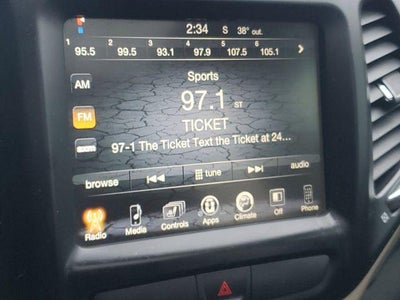 2:34 S 38° out.
1 2 3 4 5 6
95.5 99.5 93.1 97.9 107.5 105.1
Sports
AM
97.1 ST
FM
TICKET
sxm 97-1 The Ticket Text the Ticket at 24...
browse tune audio
Radio Media Controls Apps Climate Off Phone